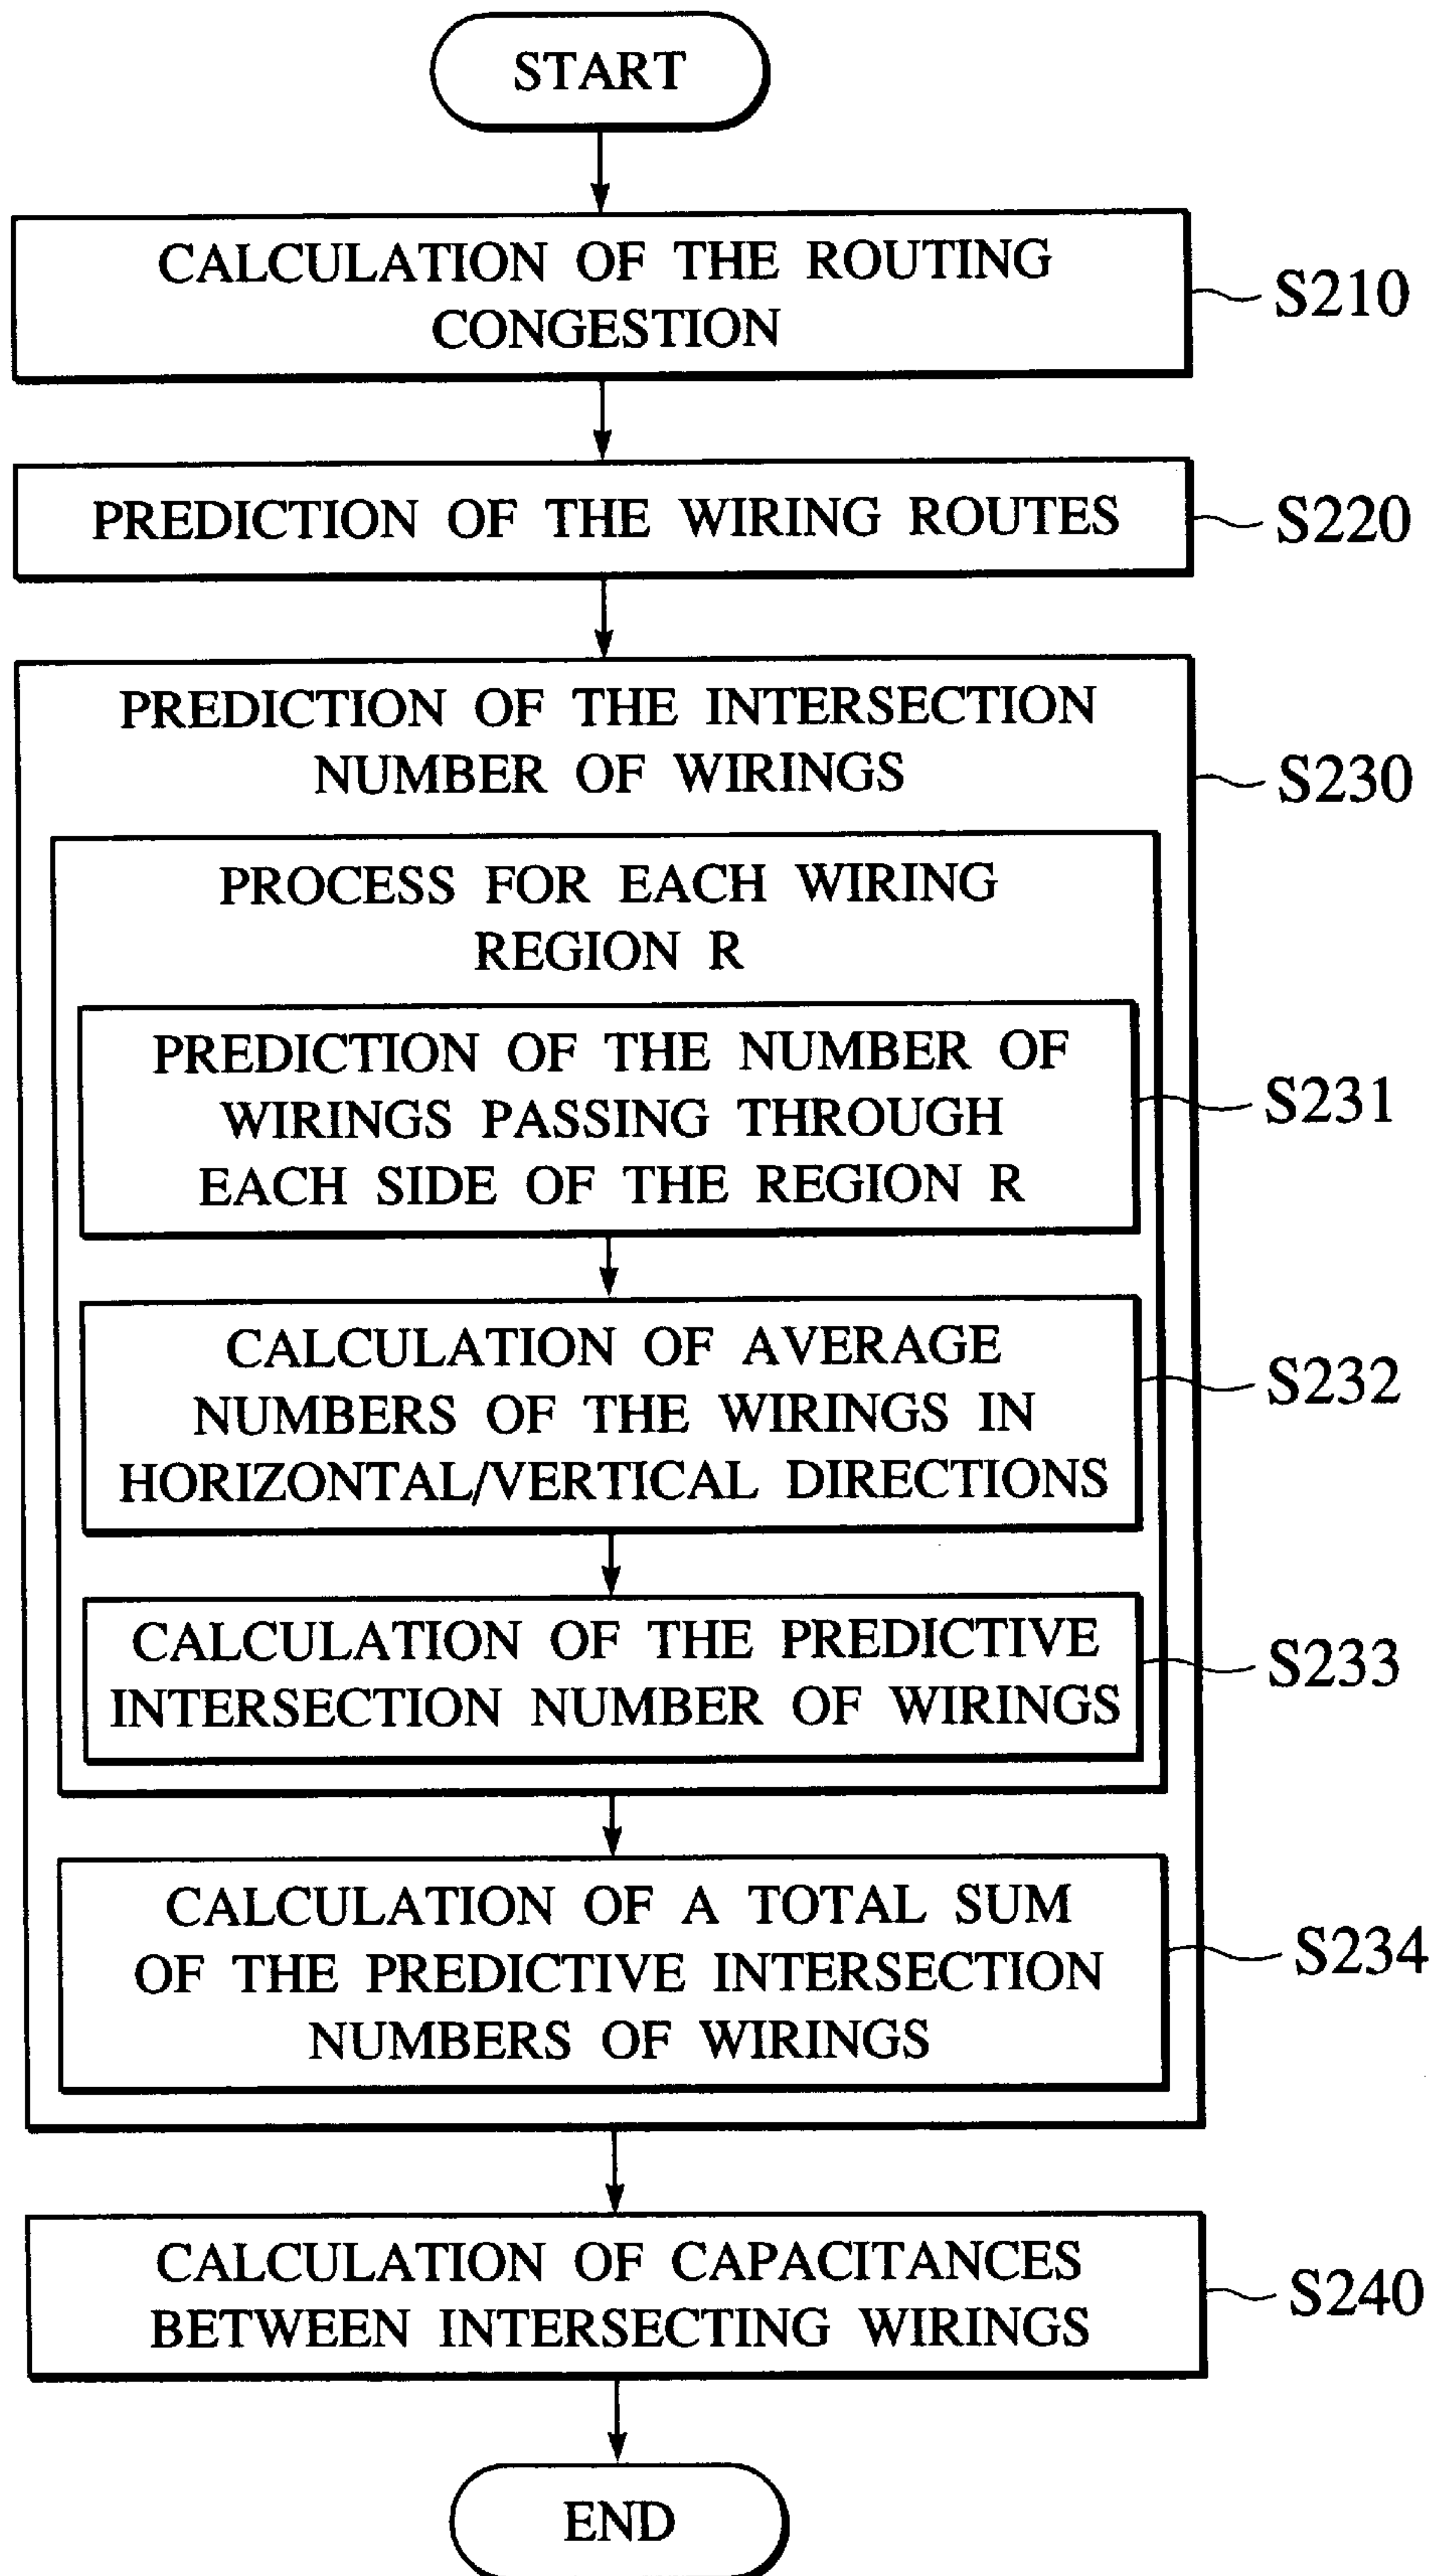 START
CALCULATION OF THE ROUTING
CONGESTION
S210
PREDICTION OF THE WIRING ROUTES
S220
PREDICTION OF THE INTERSECTION
NUMBER OF WIRINGS
S230
PROCESS FOR EACH WIRING
REGION R
PREDICTION OF THE NUMBER OF
WIRINGS PASSING THROUGH
EACH SIDE OF THE REGION R
S231
CALCULATION OF AVERAGE
NUMBERS OF THE WIRINGS IN
HORIZONTAL/VERTICAL DIRECTIONS
S232
CALCULATION OF THE PREDICTIVE
INTERSECTION NUMBER OF WIRINGS
S233
CALCULATION OF A TOTAL SUM
OF THE PREDICTIVE INTERSECTION
NUMBERS OF WIRINGS
S234
CALCULATION OF CAPACITANCES
BETWEEN INTERSECTING WIRINGS
S240
END